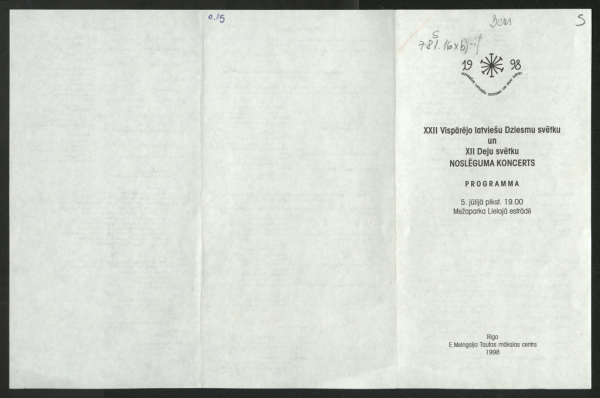 0.15
S
19 98
XXII Vispārējo latviešu Dziesmu svētku
un
XII Deju svētku
NOSLĒGUMA KONCERTS
PROGRAMMA
5. jūlijā plkst. 19.00
Mežaparka Lielajā estrādē
Rīga
E.Melngaiļa Tautas mākslas centrs
1998